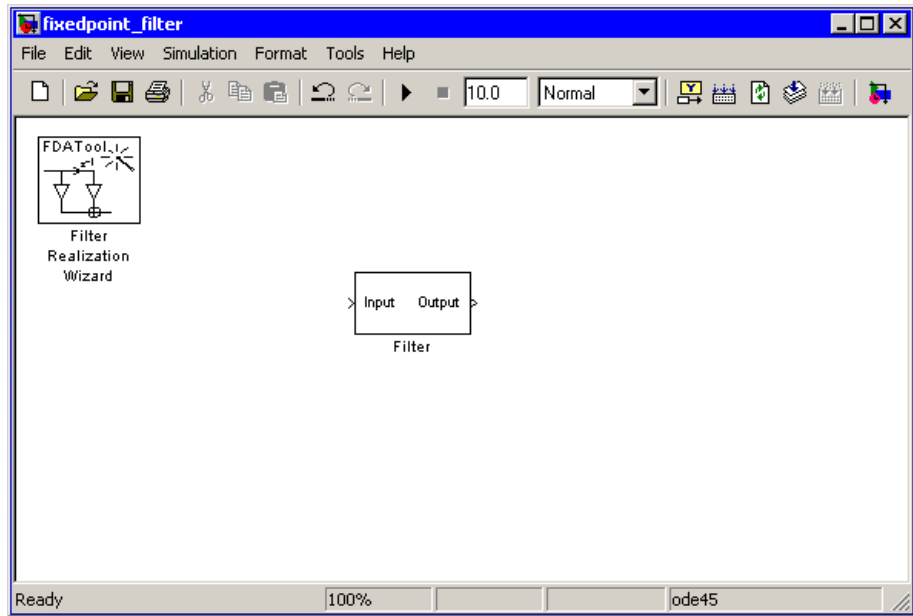 fixedpoint_filter
File Edit View Simulation Format Tools Help
10.0 Normal
FDATool
Filter
Realization
Wizard
Input Output
Filter
Ready 100% ode45